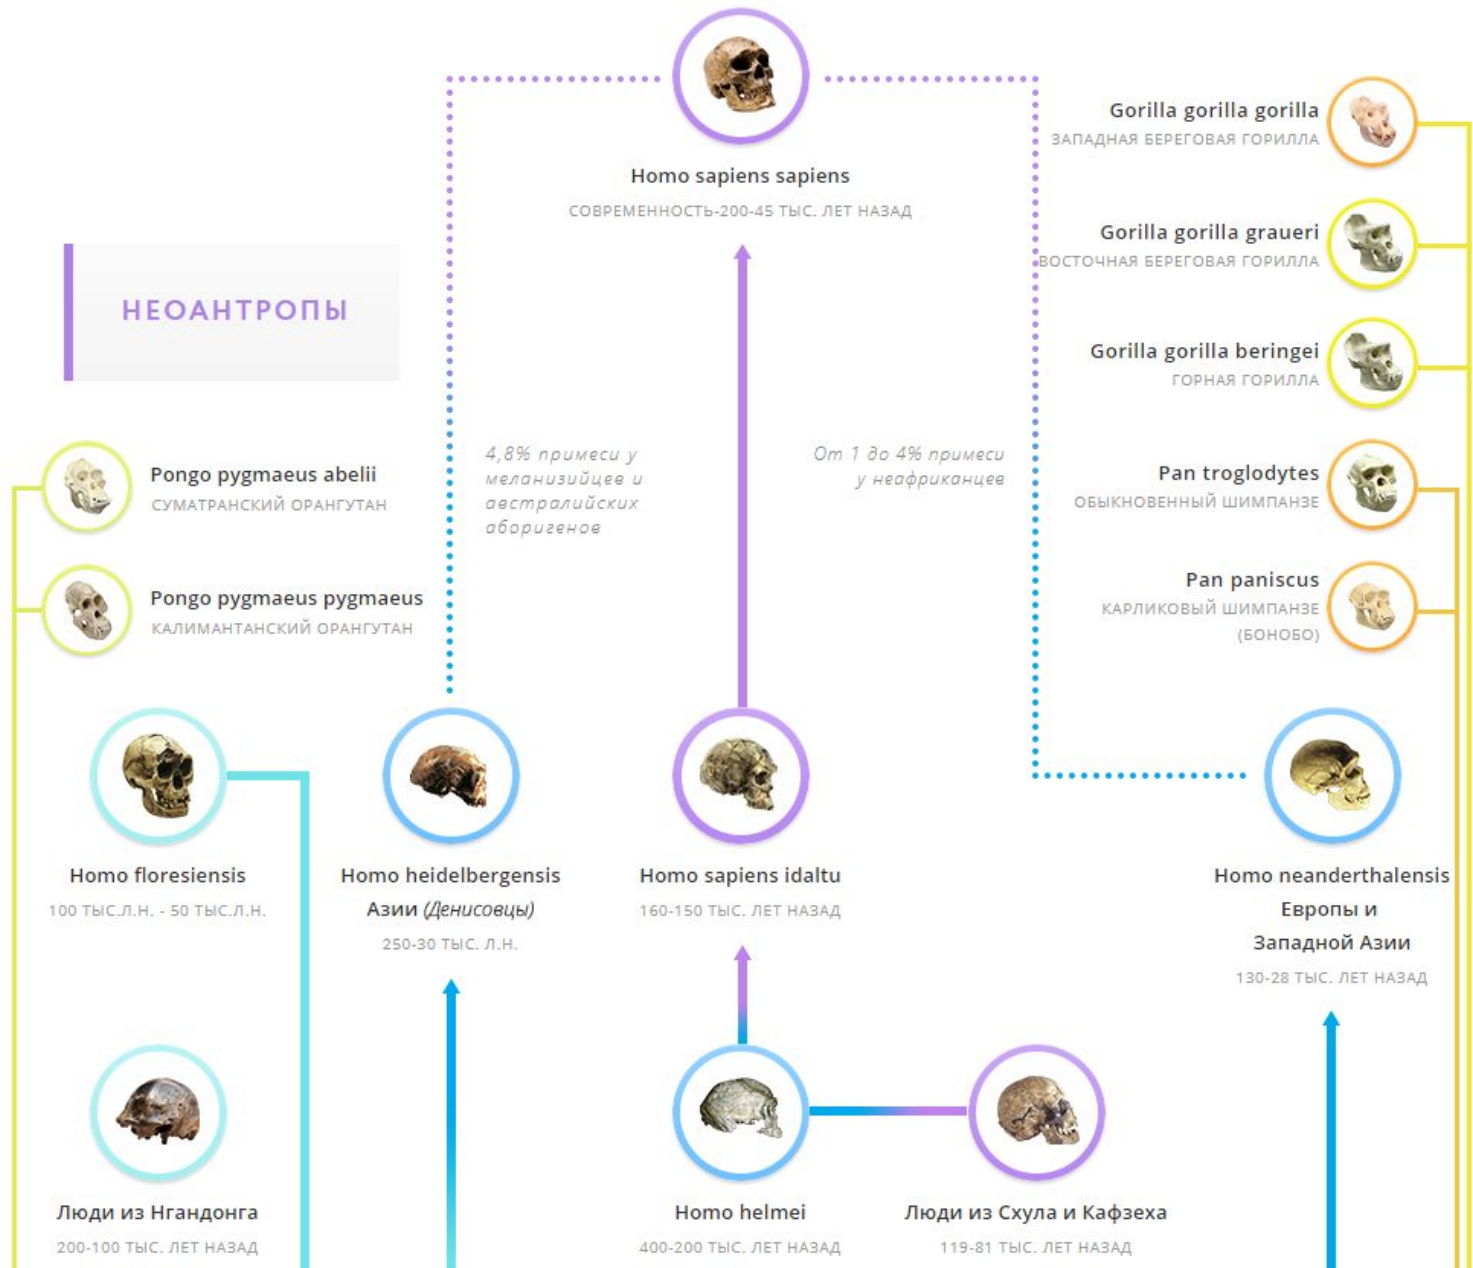 Homo sapiens sapiens
СОВРЕМЕННОСТЬ-200-45 ТЫС. ЛЕТ НАЗАД
Gorilla gorilla gorilla
ЗАПАДНАЯ БЕРЕГОВАЯ ГОРИЛЛА
Gorilla gorilla graueri
ВОСТОЧНАЯ БЕРЕГОВАЯ ГОРИЛЛА
НЕОАНТРОПЫ
Gorilla gorilla beringei
ГОРНАЯ ГОРИЛЛА
4,8% примеси у
меланизийцев и
австралийских
аборигенов
От 1 до 4% примеси
у неафриканцев
Pongo pygmaeus abelii
СУМАТРАНСКИЙ ОРАНГУТАН
Pan troglodytes
ОБЫКНОВЕННЫЙ ШИМПАНЗЕ
Pongo pygmaeus pygmaeus
КАЛИМАНТАНСКИЙ ОРАНГУТАН
Pan paniscus
КАРЛИКОВЫЙ ШИМПАНЗЕ
(БОНОБО)
Homo floresiensis
100 ТЫС.Л.Н. - 50 ТЫС.Л.Н.
Homo heidelbergensis
Азии (Денисовцы)
250-30 ТЫС. Л.Н.
Homo sapiens idaltu
160-150 ТЫС. ЛЕТ НАЗАД
Homo neanderthalensis
Европы и
Западной Азии
130-28 ТЫС. ЛЕТ НАЗАД
Люди из Нгандонга
200-100 ТЫС. ЛЕТ НАЗАД
Homo helmei
400-200 ТЫС. ЛЕТ НАЗАД
Люди из Схула и Кафзеха
119-81 ТЫС. ЛЕТ НАЗАД